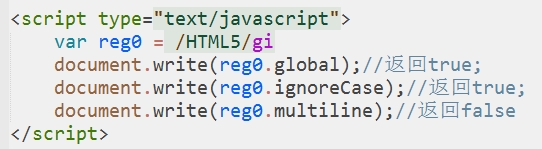 <script type="text/javascript">
var reg0 = /HTML5/gi
document.write(reg0.global);//返回true;
document.write(reg0.ignoreCase);//返回true;
document.write(reg0.multiline);//返回false
</script>